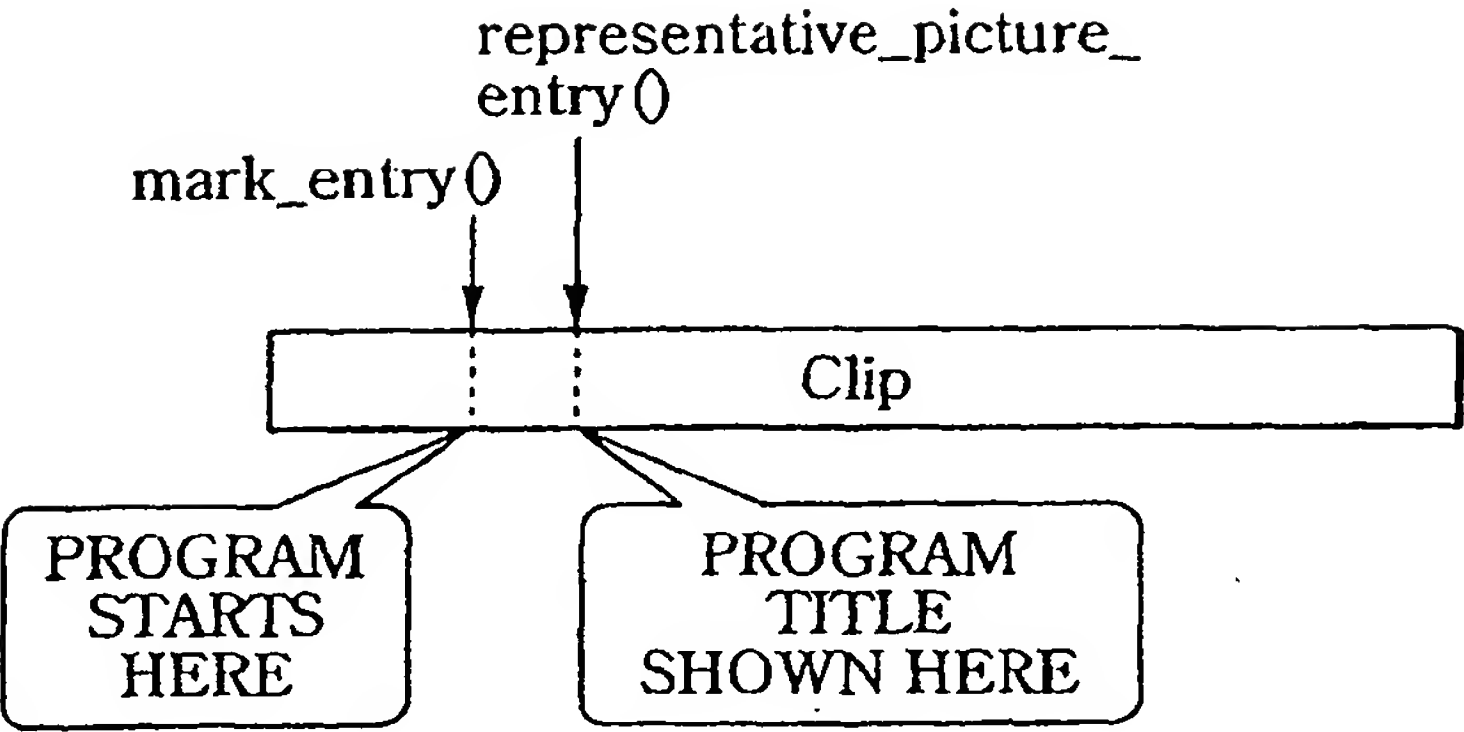 representative_picture_
entry()
mark_entry()
Clip
PROGRAM
STARTS
HERE
PROGRAM
TITLE
SHOWN HERE